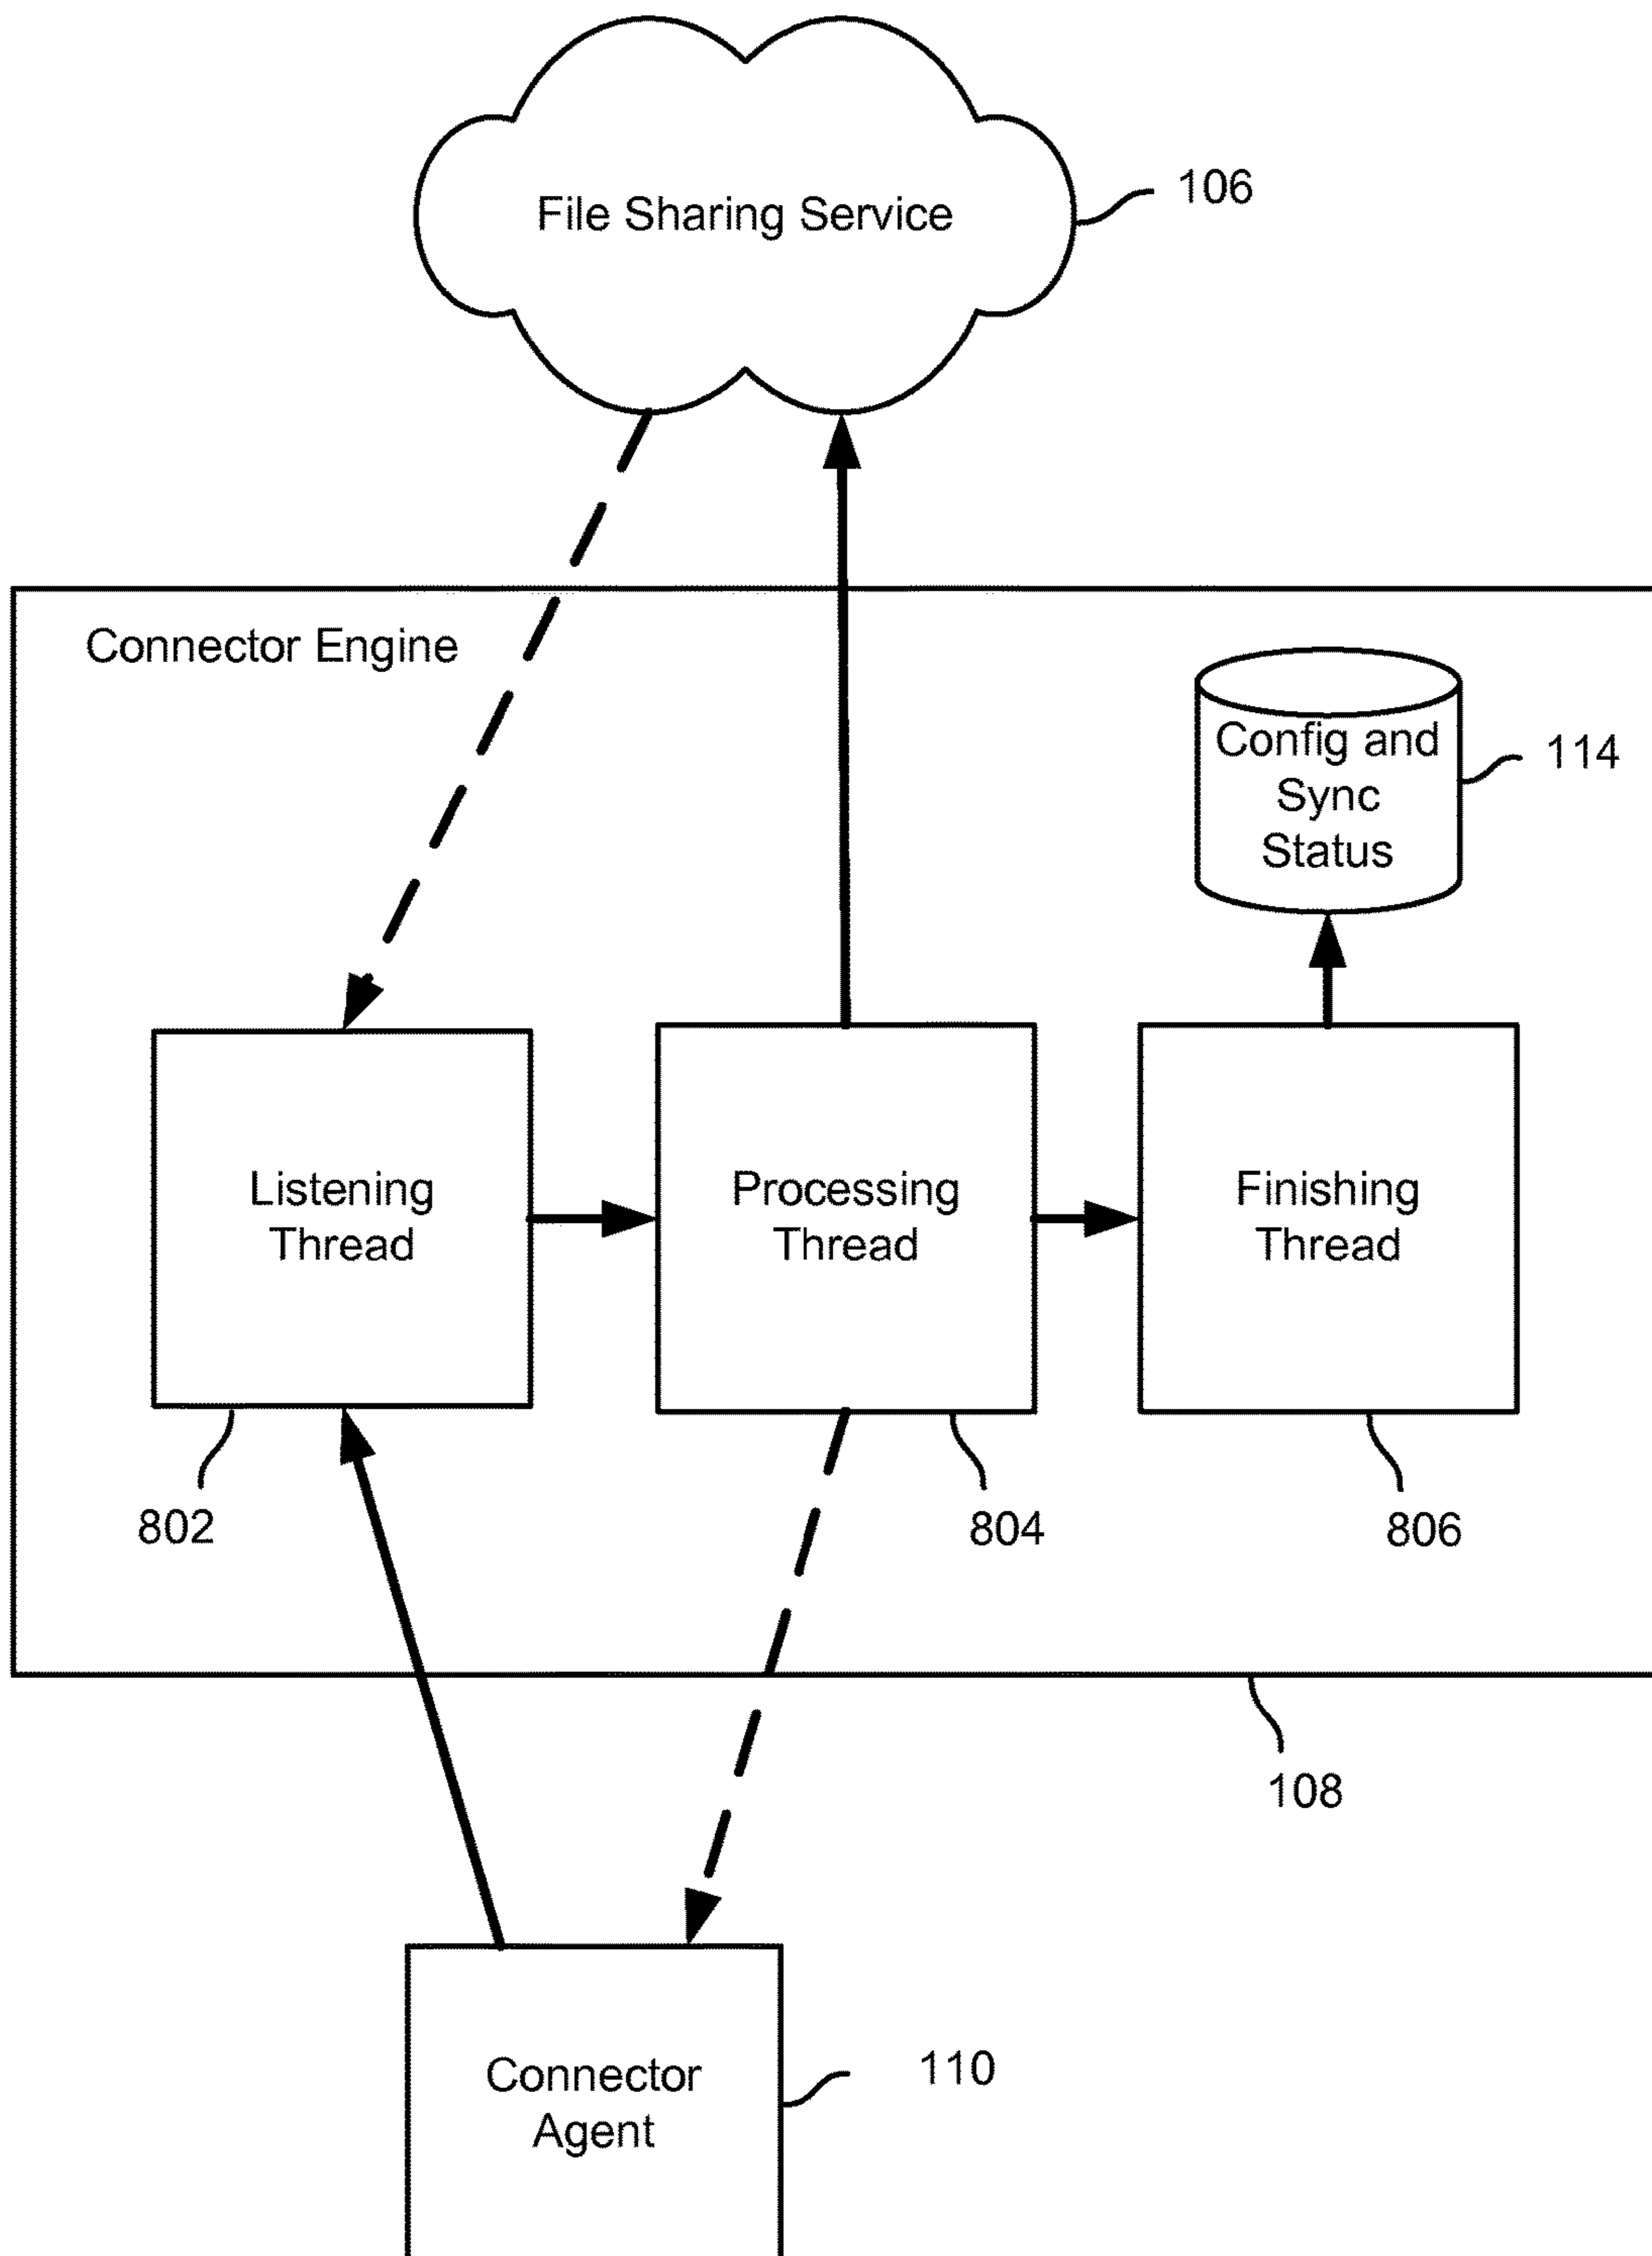 File Sharing Service
106
Connector Engine
Config and
Sync
Status
114
Listening
Thread
Processing
Thread
Finishing
Thread
802
804
806
108
Connector
Agent
110